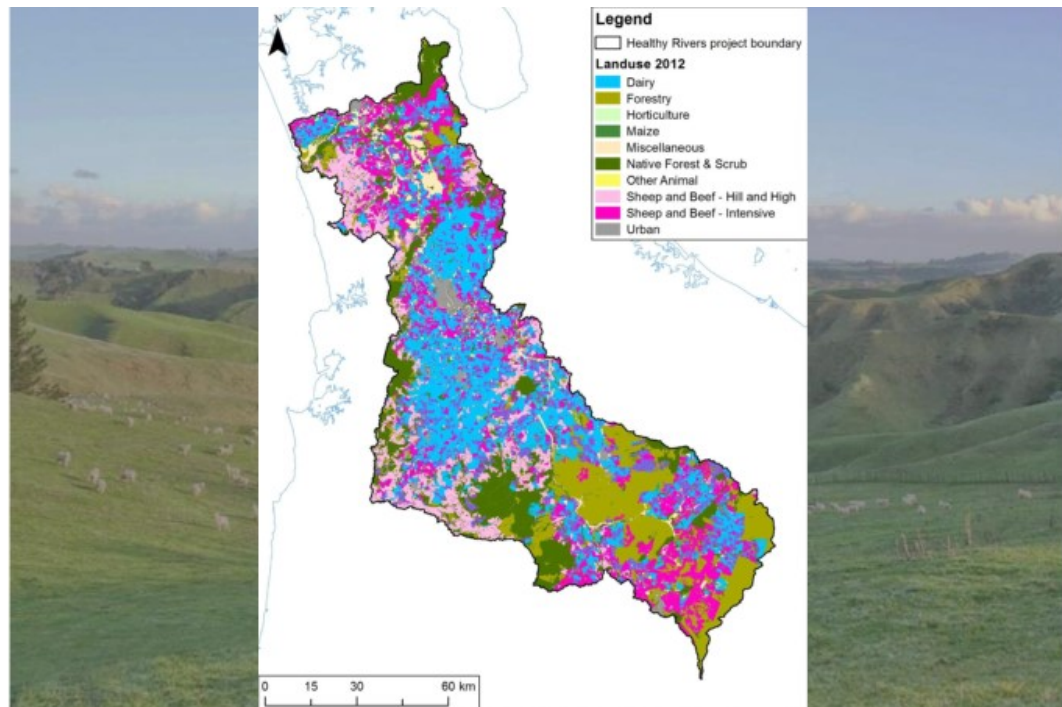 N
Legend
Healthy Rivers project boundary
Landuse 2012
Dairy
Forestry
Horticulture
Maize
Miscellaneous
Native Forest & Scrub
Other Animal
Sheep and Beef - Hill and High
Sheep and Beef - Intensive
Urban
0 15 30 60 km